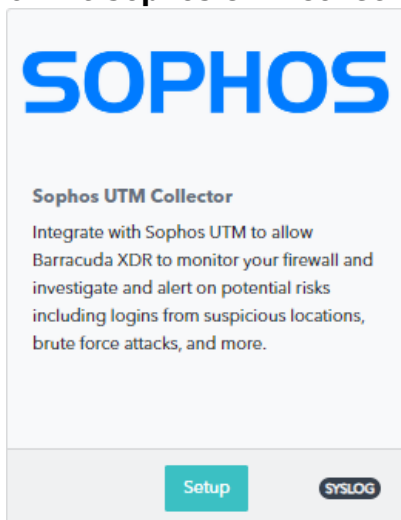 SOPHOS
Sophos UTM Collector
Integrate with Sophos UTM to allow
Barracuda XDR to monitor your firewall and
investigate and alert on potential risks
including logins from suspicious locations,
brute force attacks, and more.
Setup
SYSLOG